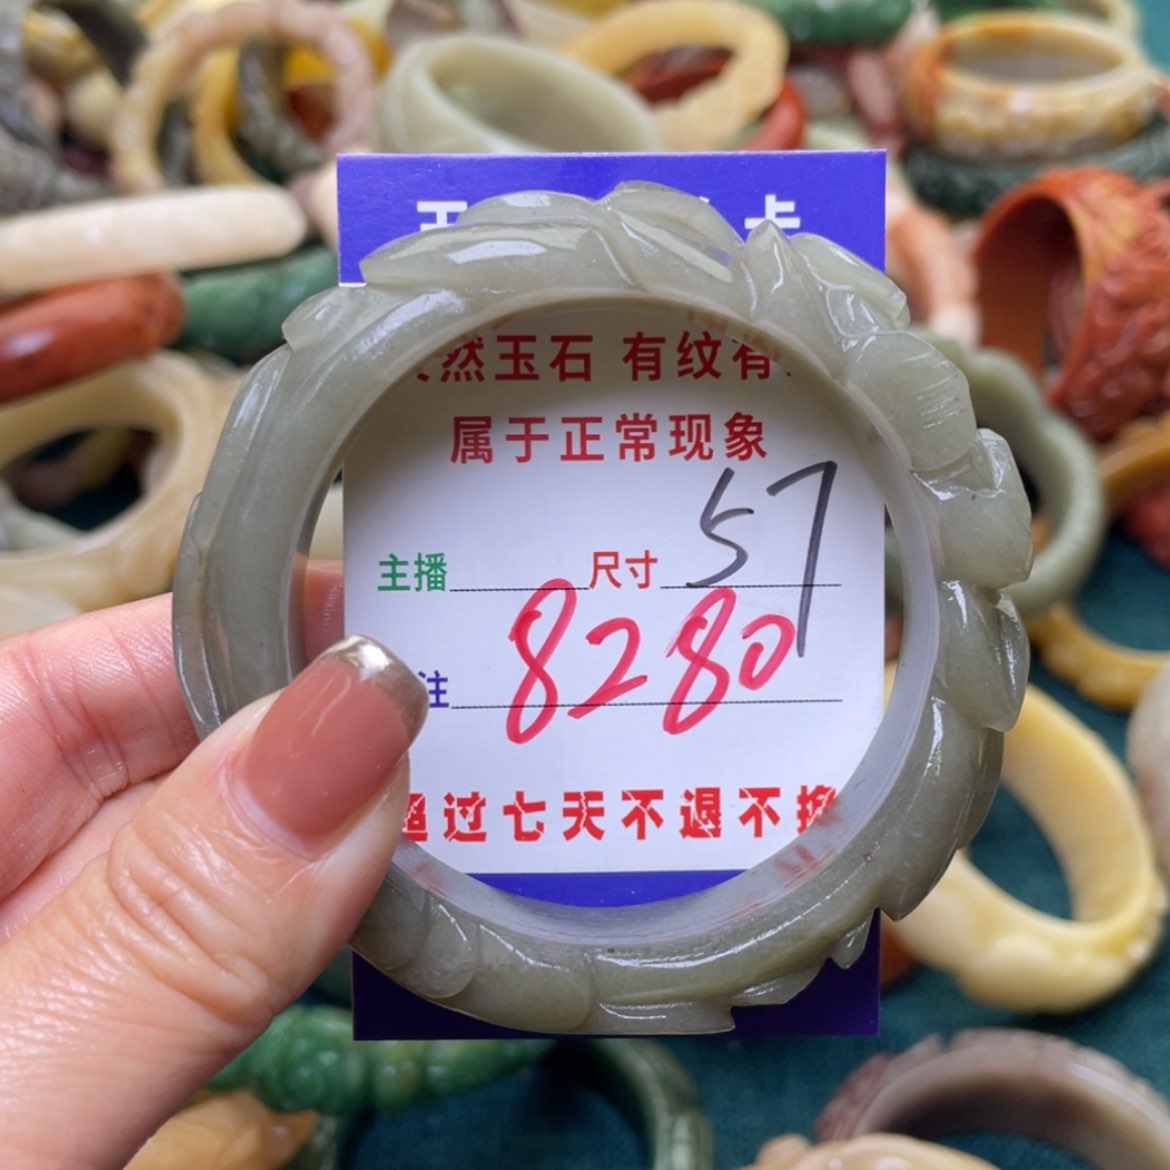 然玉石 有纹有
属于正常现象
主播 尺寸 57
注 8280
超过七天不退不换